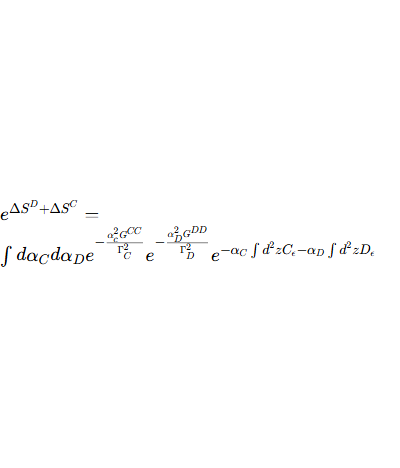 e^{\Delta S^D + \Delta S^C} =
\int d\alpha_C d\alpha_D e^{-\frac{\alpha_c^2 G^{CC}}{\Gamma_C^2}} e^{-\frac{\alpha_D^2 G^{DD}}{\Gamma_D^2}} e^{-\alpha_C \int d^2 z C_\epsilon - \alpha_D \int d^2 z D_\epsilon}